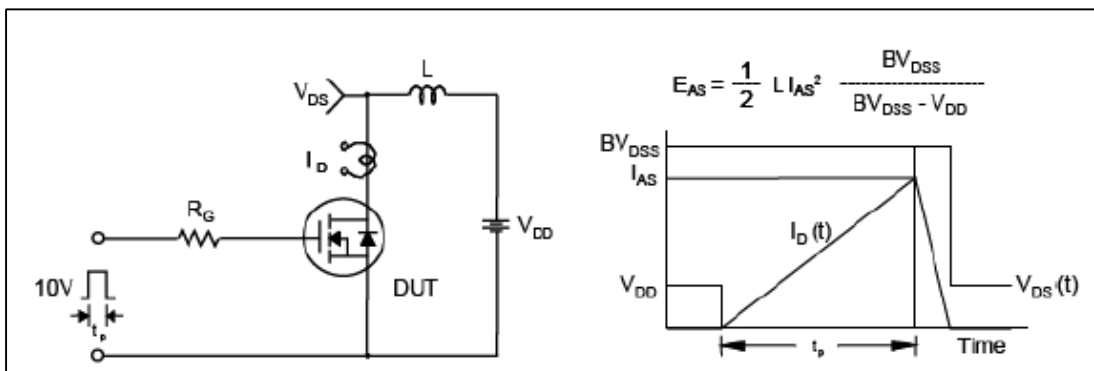 L
V_DS
I_D
R_G
V_DD
10V
DUT
t_p
E_AS = 1/2 L I_AS² BV_DSS / BV_DSS - V_DD
BV_DSS
I_AS
I_D (t)
V_DD
V_DS (t)
t_p
Time